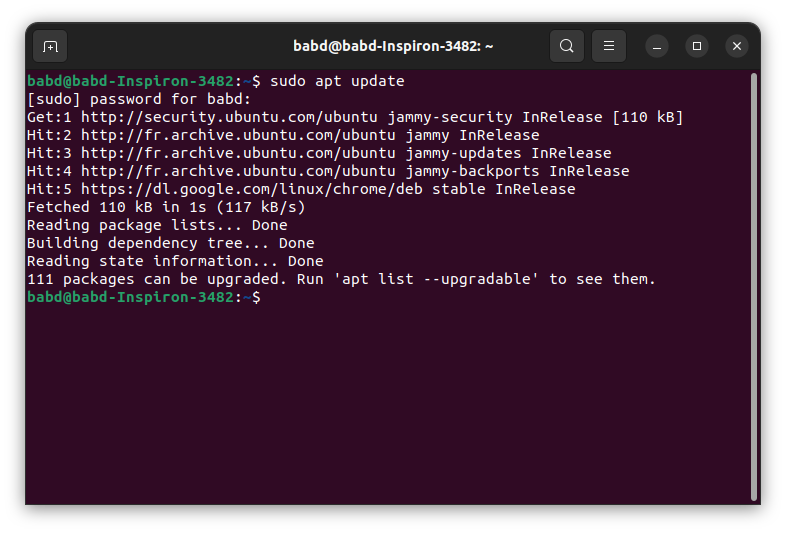 babd@babd-Inspiron-3482: ~
babd@babd-Inspiron-3482:~$ sudo apt update
[sudo] password for babd:
Get:1 http://security.ubuntu.com/ubuntu jammy-security InRelease [110 kB]
Hit:2 http://fr.archive.ubuntu.com/ubuntu jammy InRelease
Hit:3 http://fr.archive.ubuntu.com/ubuntu jammy-updates InRelease
Hit:4 http://fr.archive.ubuntu.com/ubuntu jammy-backports InRelease
Hit:5 https://dl.google.com/linux/chrome/deb stable InRelease
Fetched 110 kB in 1s (117 kB/s)
Reading package lists... Done
Building dependency tree... Done
Reading state information... Done
111 packages can be upgraded. Run 'apt list --upgradable' to see them.
babd@babd-Inspiron-3482:~$